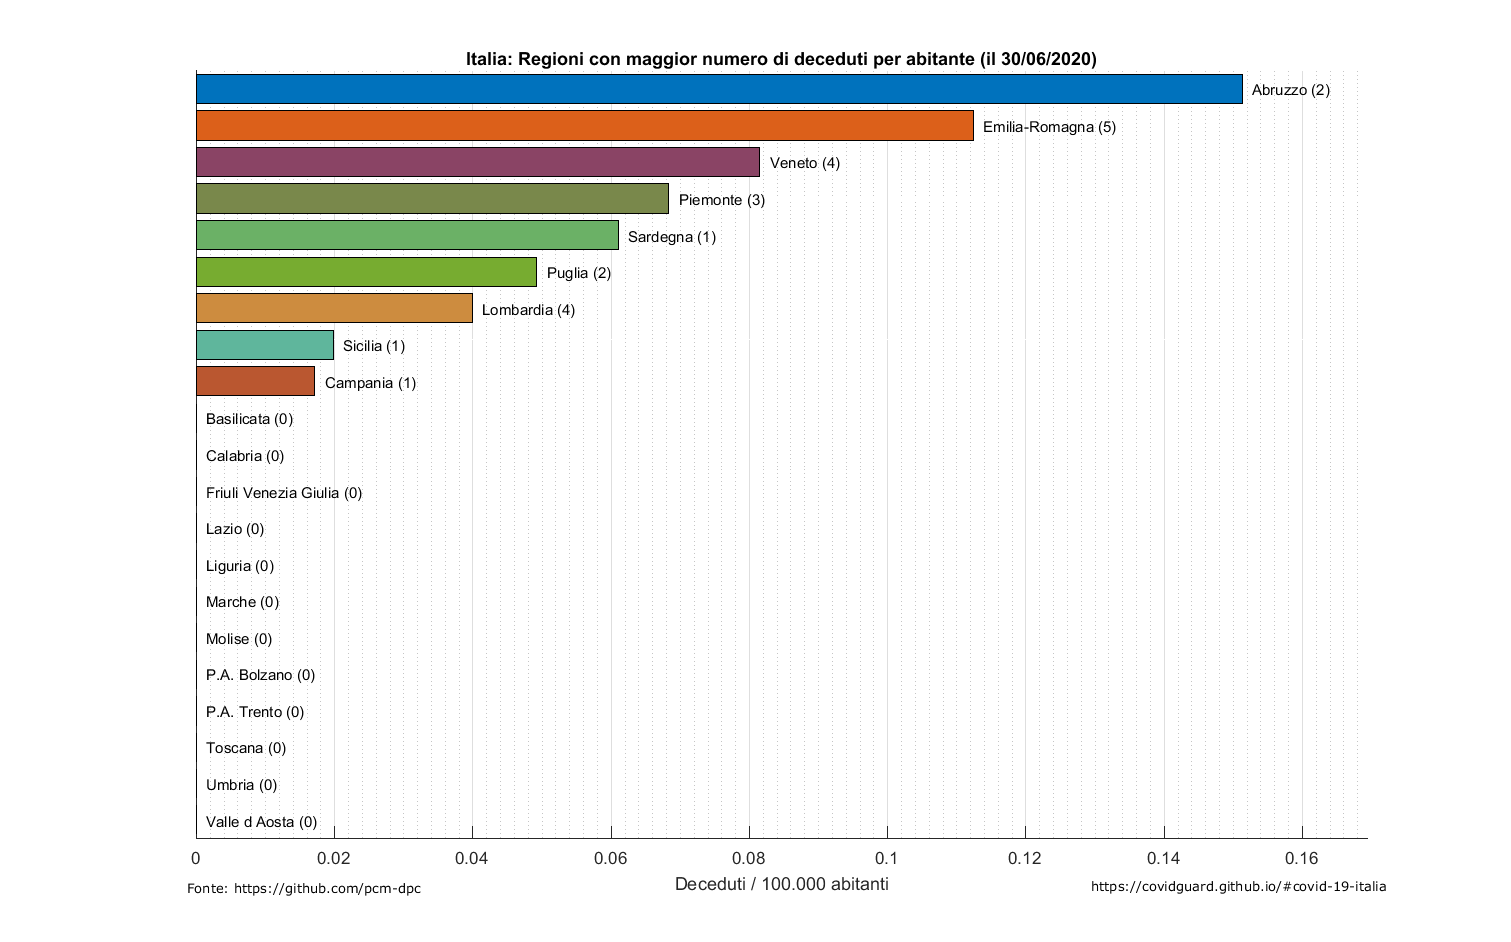 Italia: Regioni con maggior numero di deceduti per abitante (il 30/06/2020)
Abruzzo (2)
Emilia-Romagna (5)
Veneto (4)
Piemonte (3)
Sardegna (1)
Puglia (2)
Lombardia (4)
Sicilia (1)
Campania (1)
Basilicata (0)
Calabria (0)
Friuli Venezia Giulia (0)
Lazio (0)
Liguria (0)
Marche (0)
Molise (0)
P.A. Bolzano (0)
P.A. Trento (0)
Toscana (0)
Umbria (0)
Valle d Aosta (0)
0 0.02 0.04 0.06 0.08 0.1 0.12 0.14 0.16
Deceduti / 100.000 abitanti
Fonte: https://github.com/pcm-dpc
https://covidguard.github.io/#covid-19-italia